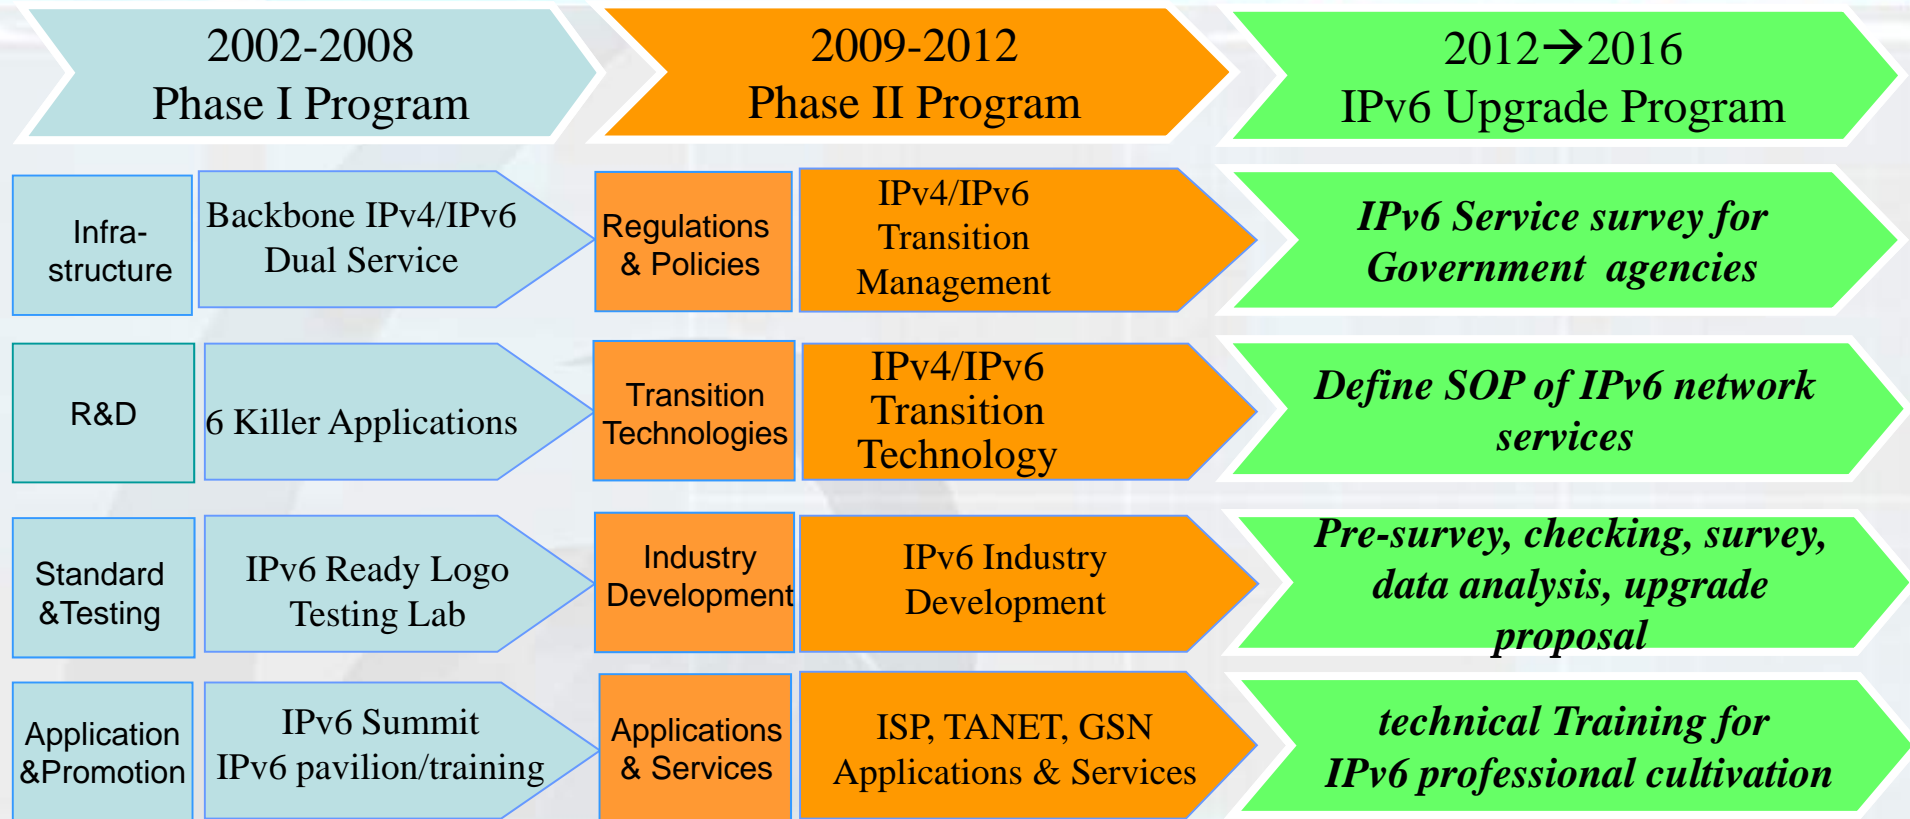 2002-2008
Phase I Program
2009-2012
Phase II Program
2012→2016
IPv6 Upgrade Program
Infra-
structure
Backbone IPv4/IPv6
Dual Service
Regulations
& Policies
IPv4/IPv6
Transition
Management
IPv6 Service survey for
Government agencies
R&D
6 Killer Applications
Transition
Technologies
IPv4/IPv6
Transition
Technology
Define SOP of IPv6 network
services
Standard
&Testing
IPv6 Ready Logo
Testing Lab
Industry
Development
IPv6 Industry
Development
Pre-survey, checking, survey,
data analysis, upgrade
proposal
Application
&Promotion
IPv6 Summit
IPv6 pavilion/training
Applications
& Services
ISP, TANET, GSN
Applications & Services
technical Training for
IPv6 professional cultivation